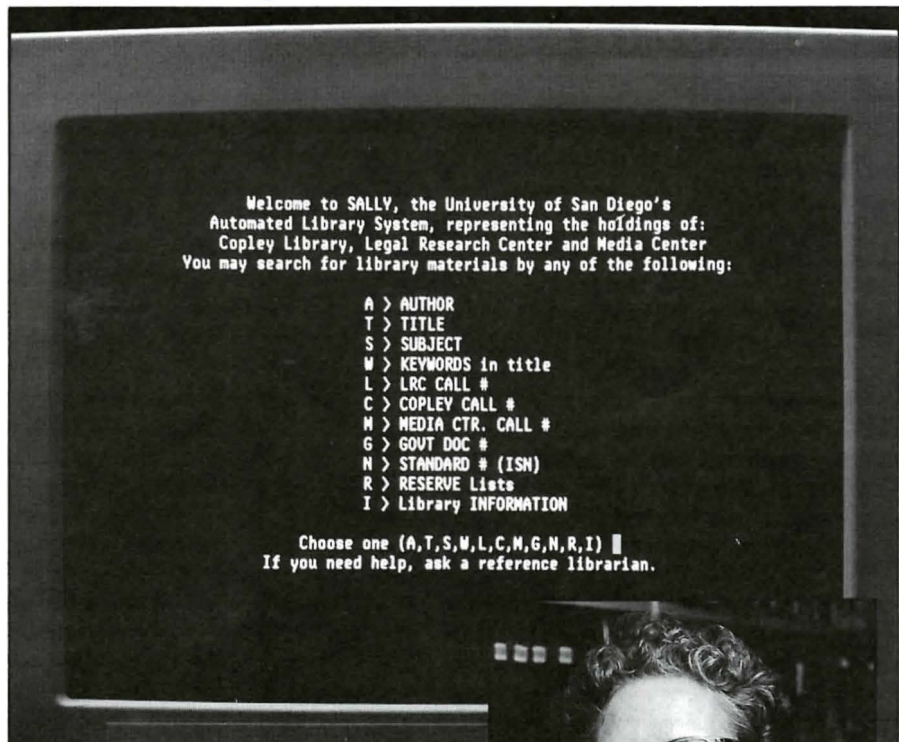 Welcome to SALLY, the University of San Diego's
Automated Library System, representing the holdings of:
Copley Library, Legal Research Center and Media Center
You may search for library materials by any of the following:
A > AUTHOR
T > TITLE
S > SUBJECT
W > KEYWORDS in title
L > LRC CALL #
C > COPLEY CALL #
M > MEDIA CTR. CALL #
G > GOVT DOC #
N > STANDARD # (ISN)
R > RESERVE Lists
I > Library INFORMATION
Choose one (A,T,S,W,L,C,M,G,N,R,I)
If you need help, ask a reference librarian.